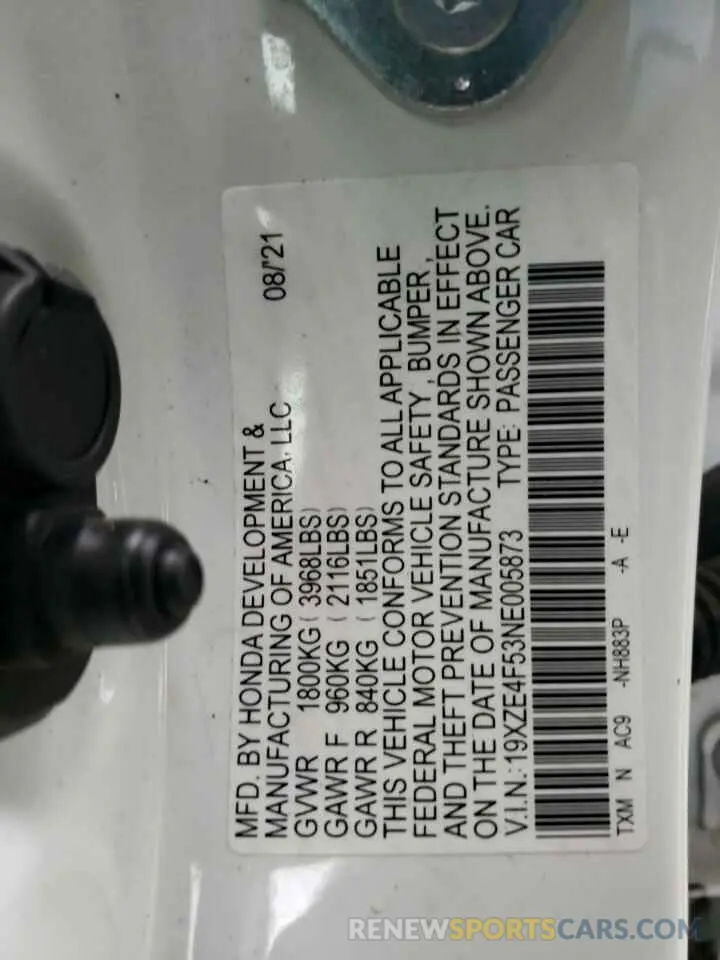 MFD. BY HONDA DEVELOPMENT &
MANUFACTURING OF AMERICA, LLC 08/'21
GVWR 1800KG (3968LBS)
GAWR F 960KG (2116LBS)
GAWR R 840KG (1851LBS)
THIS VEHICLE CONFORMS TO ALL APPLICABLE
FEDERAL MOTOR VEHICLE SAFETY, BUMPER,
AND THEFT PREVENTION STANDARDS IN EFFECT
ON THE DATE OF MANUFACTURE SHOWN ABOVE.
V.I.N.: 19XZE4F53NE005873 TYPE: PASSENGER CAR
TXM N AC9 -NH883P -A -E
RENEWSPORTSCARS.COM